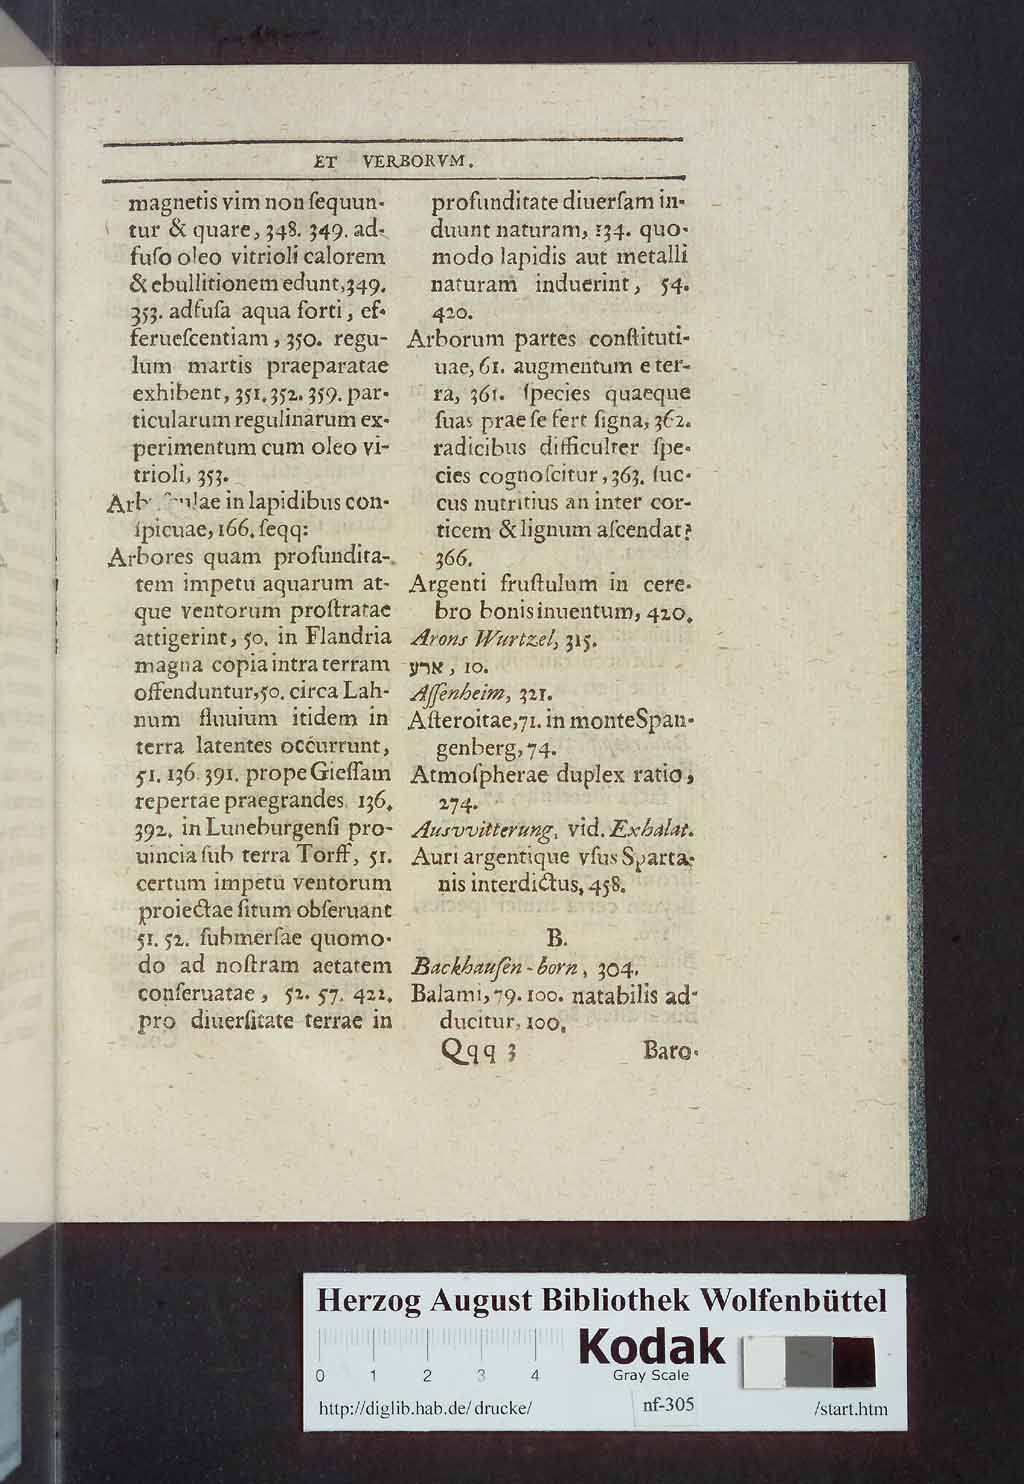 ET VERBORVM.
magnetis vim non ſequun-
tur & quare, 348. 349. ad-
fuſo oleo vitrioli calorem
& ebullitionem edunt, 349.
353. adfuſa aqua forti, ef-
ferueſcentiam, 350. regu-
lum martis praeparatae
exhibent, 351. 352. 359. par-
ticularum regulinarum ex-
perimentum cum oleo vi-
trioli, 353.
in lapidibus con-
ſpicuae, 166. ſeqq:
Arbores quam profundita-
tem impetu aquarum at-
que ventorum proſtratae
attigerint, 50. in Flandria
magna copia intra terram
offenduntur, 50. circa Lah-
num fluuium itidem in
terra latentes occurrunt,
51. 136. 391. prope Gieſſam
repertae praegrandes 136.
392. in Luneburgenſi pro-
uincia ſub terra Torff, 51.
certum impetu ventorum
proiectae ſitum obſeruant
51. 52. ſubmerſae quomo-
do ad noſtram aetatem
conſeruatae, 52. 57. 422.
pro diuerſitate terrae in
profunditate diuerſam in-
duunt naturam, 134. quo-
modo lapidis aut metalli
naturam induerint, 54.
420.
Arborum partes conſtituti-
uae, 61. augmentum e ter-
ra, 361. ſpecies quaeque
ſuas prae ſe fert ſigna, 362.
radicibus difficulter ſpe-
cies cognoſcitur, 363. ſuc-
cus nutritius an inter cor-
ticem & lignum aſcendat?
366.
Argenti fruſtulum in cere-
bro bonis inuentum, 420.
Arons Wurtzel, 315.
ארע, 10.
Aſſenheim, 321.
Aſteroitae, 71. in monte Span-
genberg, 74.
Atmoſpherae duplex ratio,
274.
Ausvvitterung, vid. Exhalat.
Auri argentique vſus Sparta-
nis interdictus, 458.
B.
Backhauſen-born, 304.
Balami, 79. 100. natabilis ad-
ducitur, 100.
Qqq 3 Baro-
Herzog August Bibliothek Wolfenbüttel
Kodak
0 1 2 3 4 Gray Scale
http://diglib.hab.de/drucke/ nf-305 /start.htm